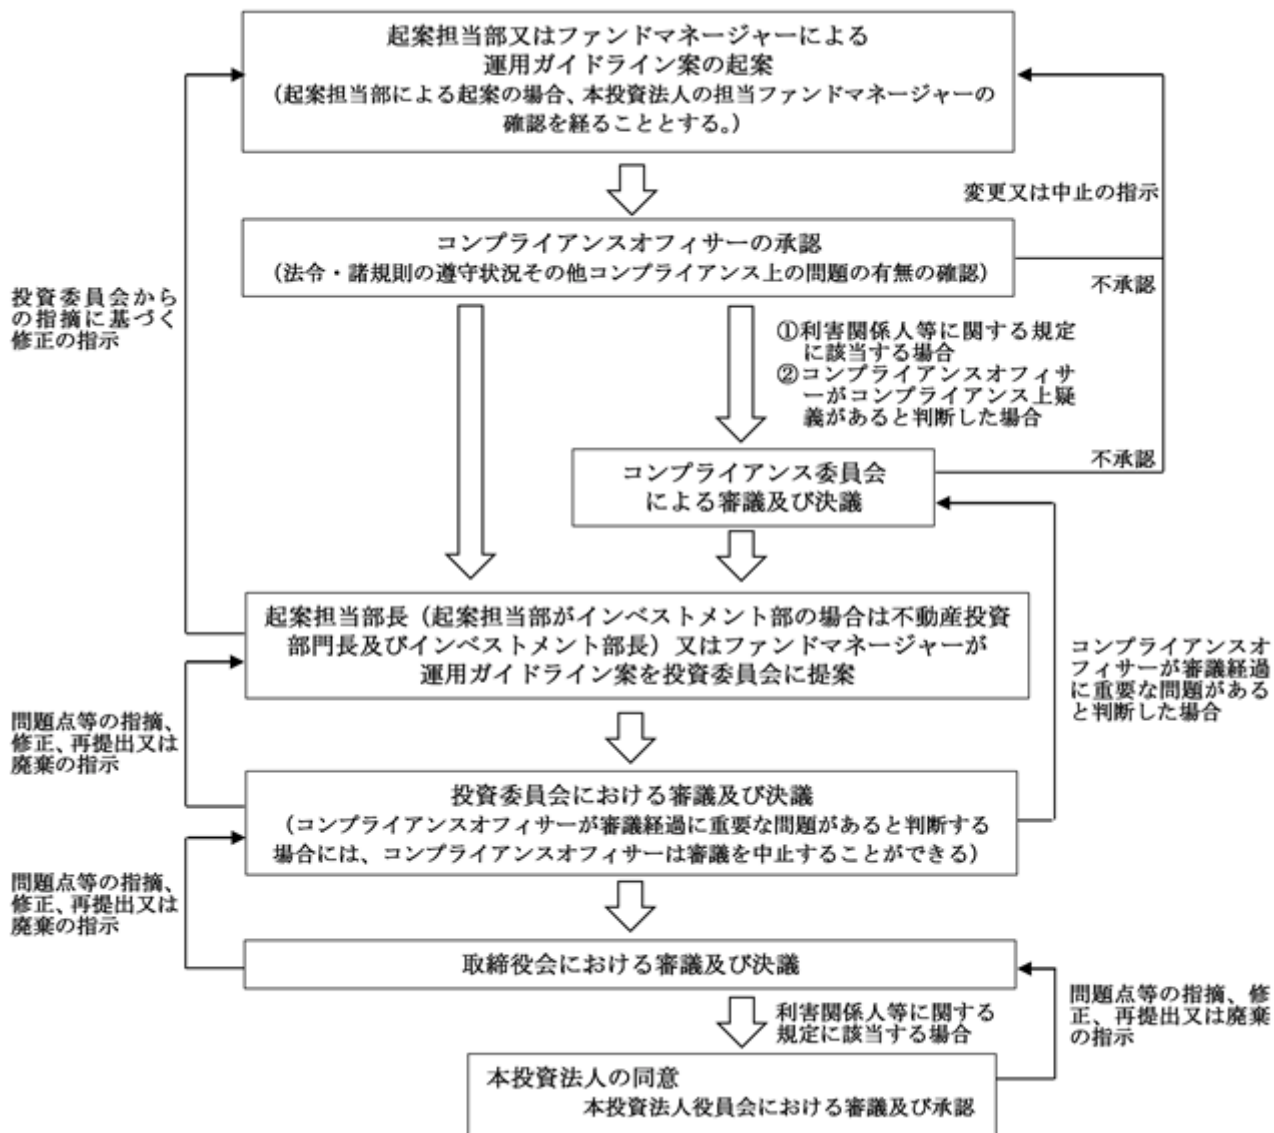 起案担当部又はファンドマネージャーによる
運用ガイドライン案の起案
（起案担当部による起案の場合、本投資法人の担当ファンドマネージャーの
確認を経ることとする。）
変更又は中止の指示
コンプライアンスオフィサーの承認
（法令・諸規則の遵守状況その他コンプライアンス上の問題の有無の確認）
不承認
投資委員会から
の指摘に基づく
修正の指示
①利害関係人等に関する規定
に該当する場合
②コンプライアンスオフィサ
ーがコンプライアンス上疑
義があると判断した場合
不承認
コンプライアンス委員会
による審議及び決議
起案担当部長（起案担当部がインベストメント部の場合は不動産投資
部門長及びインベストメント部長）又はファンドマネージャーが
運用ガイドライン案を投資委員会に提案
コンプライアンスオ
フィサーが審議経過
に重要な問題がある
と判断した場合
問題点等の指摘、
修正、再提出又は
廃棄の指示
投資委員会における審議及び決議
（コンプライアンスオフィサーが審議経過に重要な問題があると判断する
場合には、コンプライアンスオフィサーは審議を中止することができる）
問題点等の指摘、
修正、再提出又は
廃棄の指示
取締役会における審議及び決議
利害関係人等に関する
規定に該当する場合
問題点等の指摘、修
正、再提出又は廃棄
の指示
本投資法人の同意
本投資法人役員会における審議及び承認